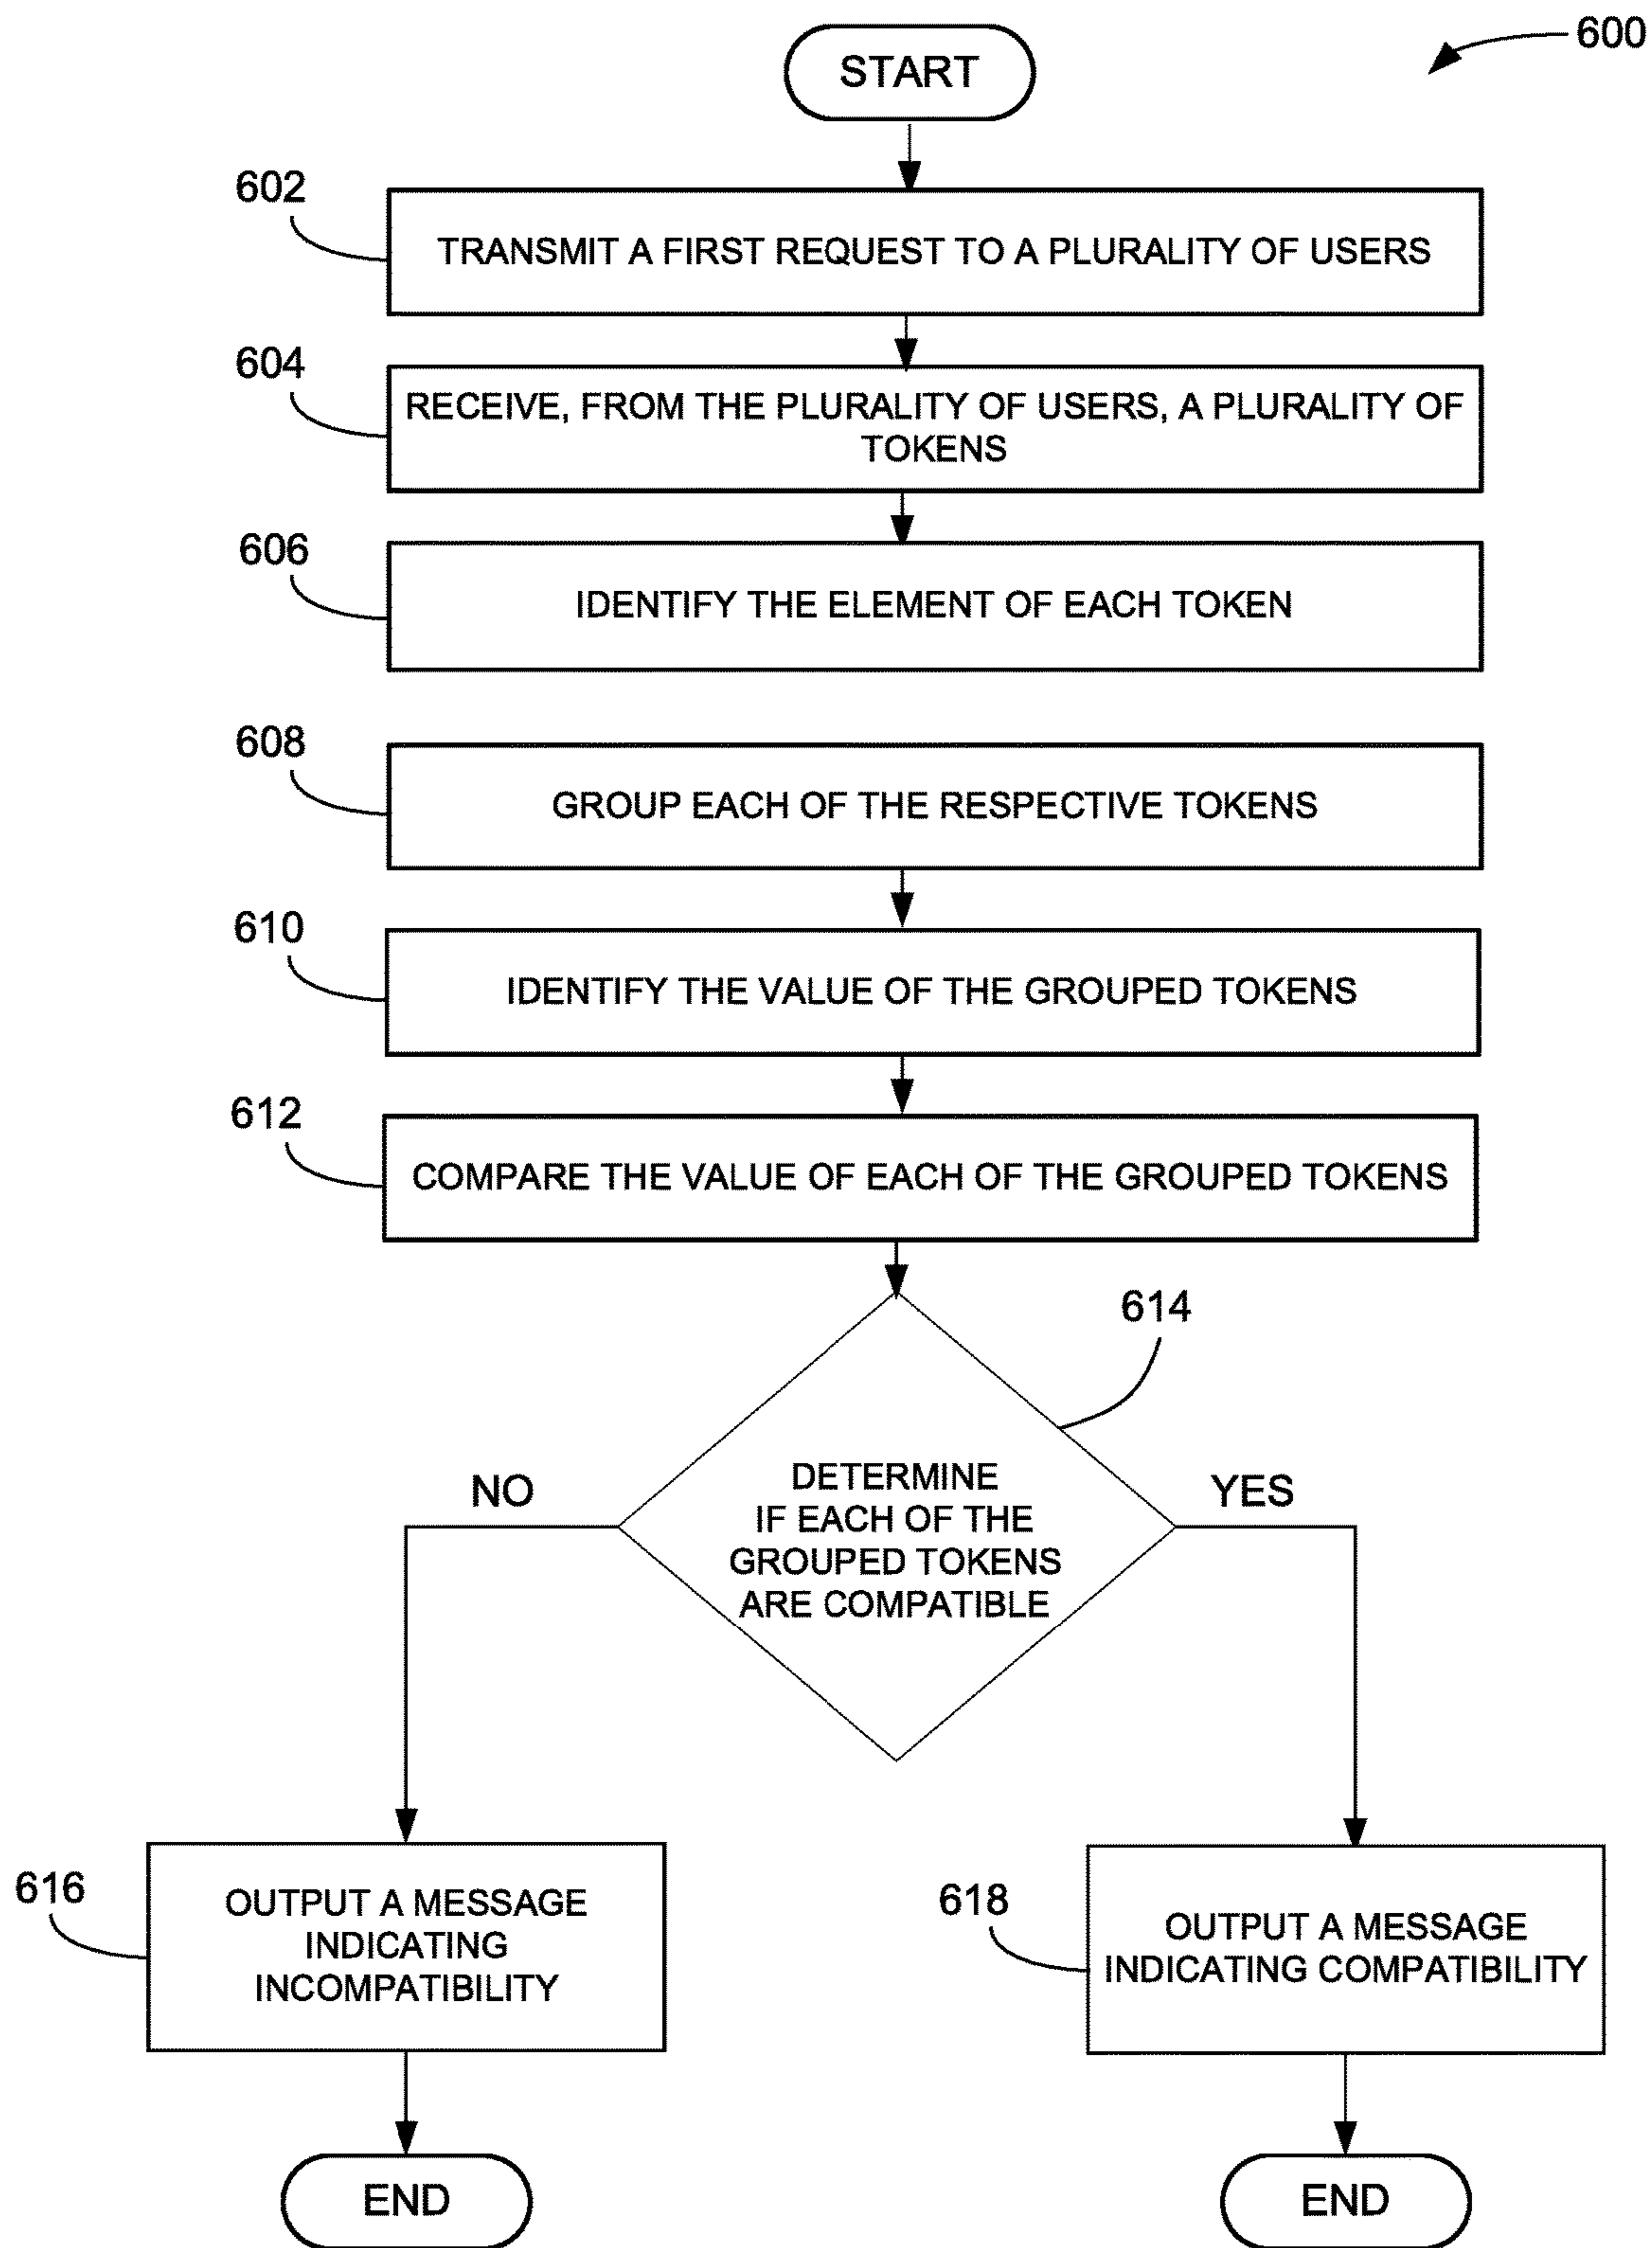 600
START
602
TRANSMIT A FIRST REQUEST TO A PLURALITY OF USERS
604
RECEIVE, FROM THE PLURALITY OF USERS, A PLURALITY OF
TOKENS
606
IDENTIFY THE ELEMENT OF EACH TOKEN
608
GROUP EACH OF THE RESPECTIVE TOKENS
610
IDENTIFY THE VALUE OF THE GROUPED TOKENS
612
COMPARE THE VALUE OF EACH OF THE GROUPED TOKENS
614
DETERMINE
IF EACH OF THE
GROUPED TOKENS
ARE COMPATIBLE
NO
YES
616
OUTPUT A MESSAGE
INDICATING
INCOMPATIBILITY
618
OUTPUT A MESSAGE
INDICATING COMPATIBILITY
END
END